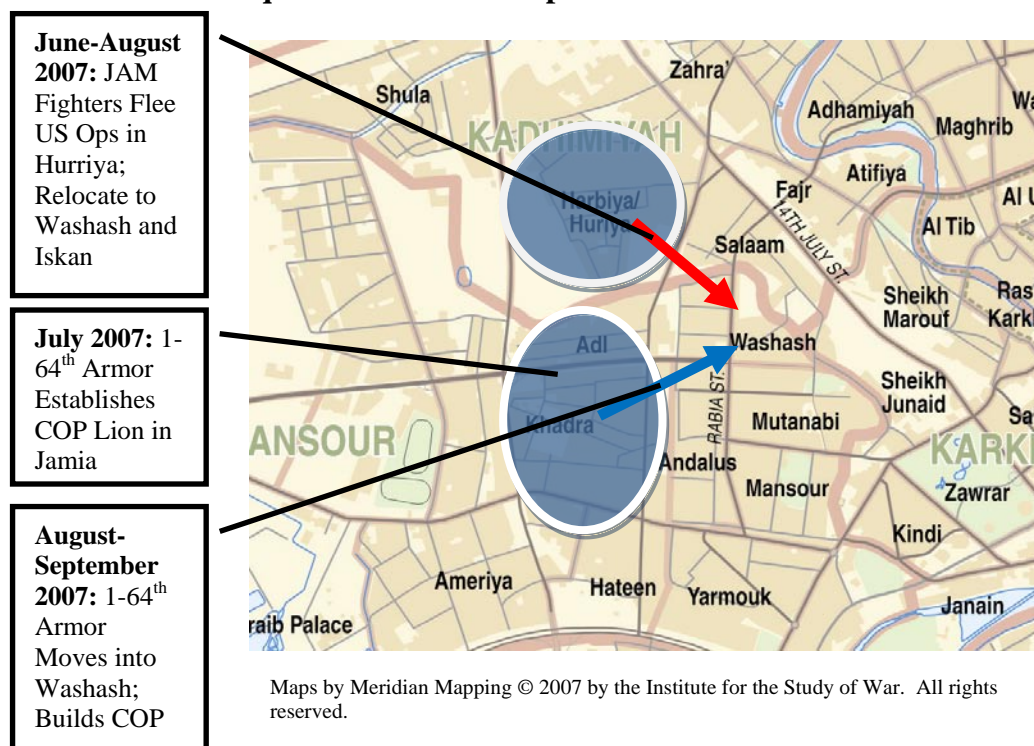 June-August
2007: JAM
Fighters Flee
US Ops in
Hurriya;
Relocate to
Washash and
Iskan
July 2007: 1-
64th Armor
Establishes
COP Lion in
Jamia
August-
September
2007: 1-64th
Armor
Moves into
Washash;
Builds COP
Zahra'
Shula
Adhamiyah
Maghrib
KADHIMIYAH
Atifiya
Fajr
Harbiya/
Huriya
14TH JULY ST.
Al Tib
Salaam
Sheikh
Marouf
Adl
Washash
RABIA ST.
Sheikh
Junaid
Khadra
Mutanabi
ANSOUR
Andalus
KARK
Mansour
Zawrar
Kindi
Ameriya
Hateen
Yarmouk
Janain
raib Palace
Maps by Meridian Mapping © 2007 by the Institute for the Study of War. All rights
reserved.